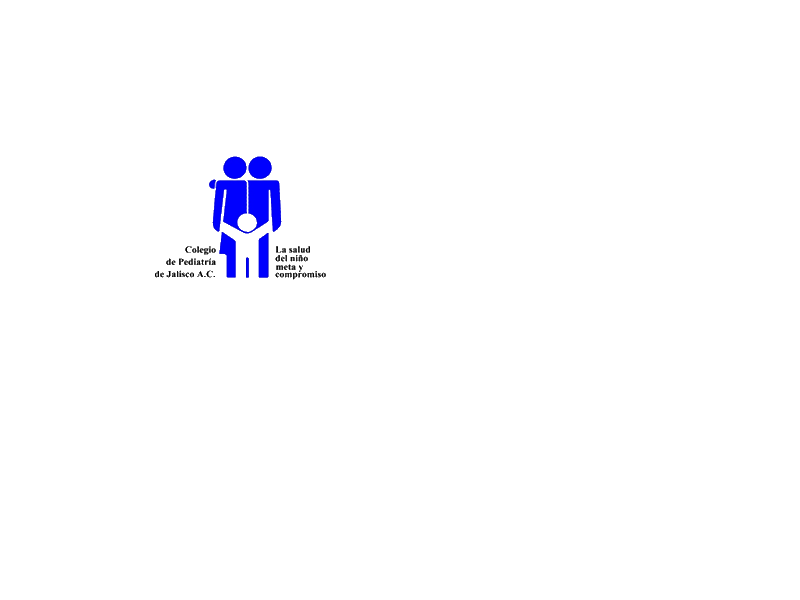 Colegio
de Pediatría
de Jalisco A.C.
La salud
del niño
meta y
compromiso